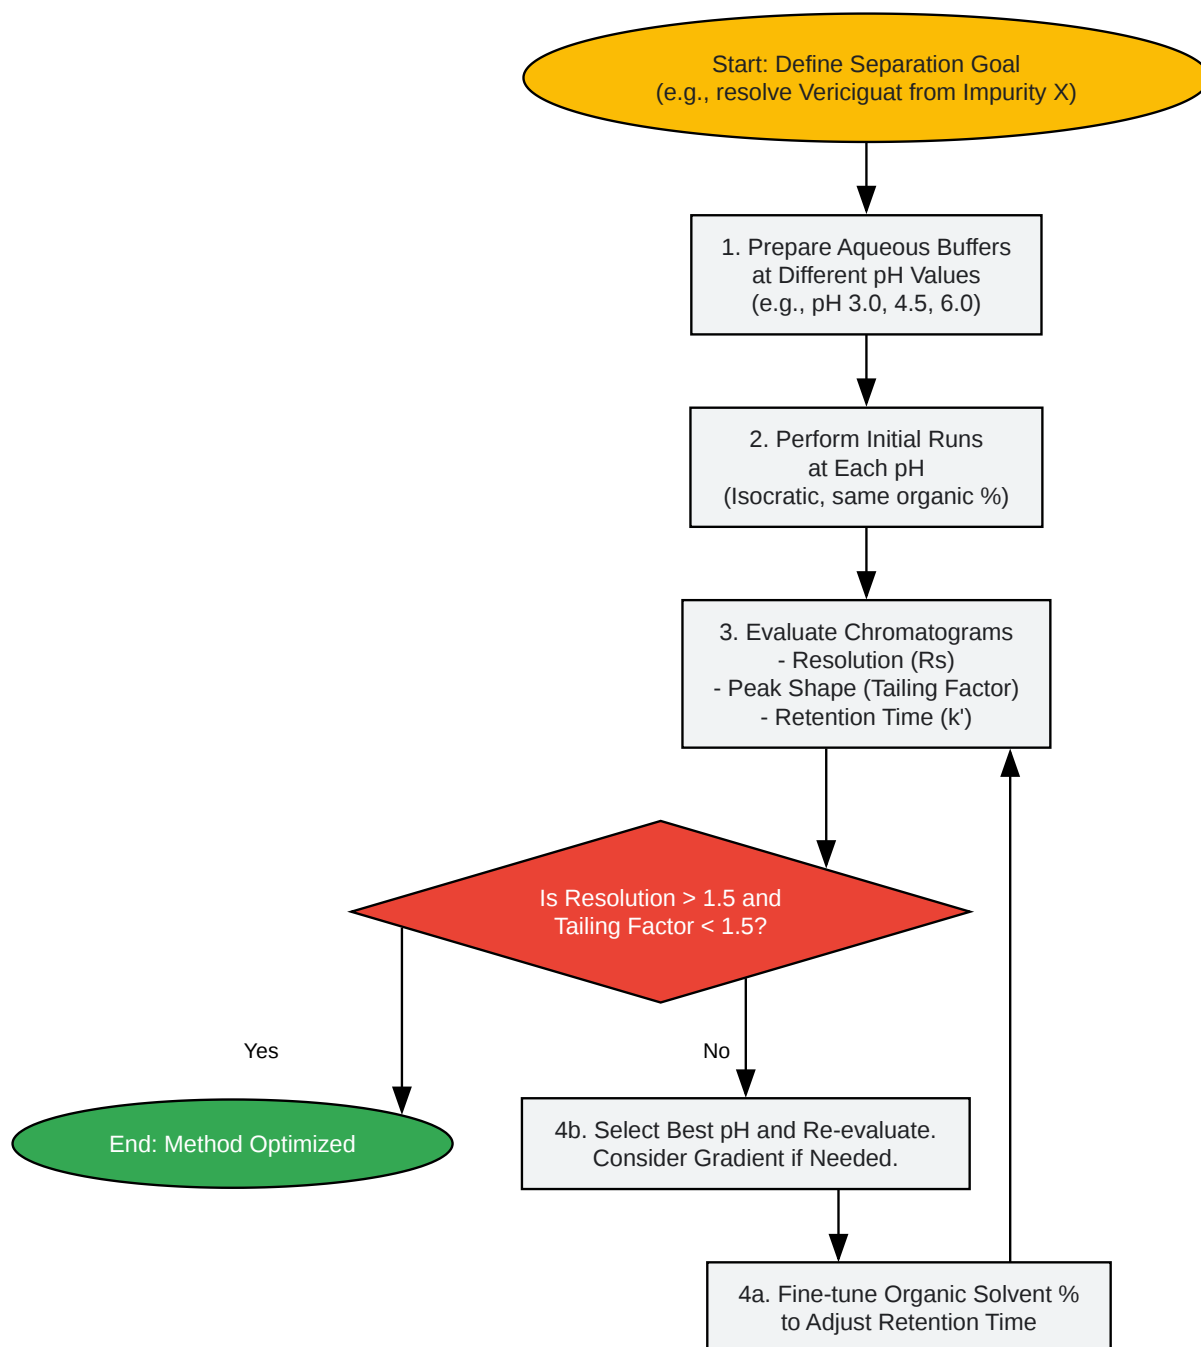 Start: Define Separation Goal
(e.g., resolve Vericiguat from Impurity X)
1. Prepare Aqueous Buffers
at Different pH Values
(e.g., pH 3.0, 4.5, 6.0)
2. Perform Initial Runs
at Each pH
(Isocratic, same organic %)
3. Evaluate Chromatograms
- Resolution (Rs)
- Peak Shape (Tailing Factor)
- Retention Time (k')
Is Resolution > 1.5 and
Tailing Factor < 1.5?
Yes
No
End: Method Optimized
4b. Select Best pH and Re-evaluate.
Consider Gradient if Needed.
4a. Fine-tune Organic Solvent %
to Adjust Retention Time